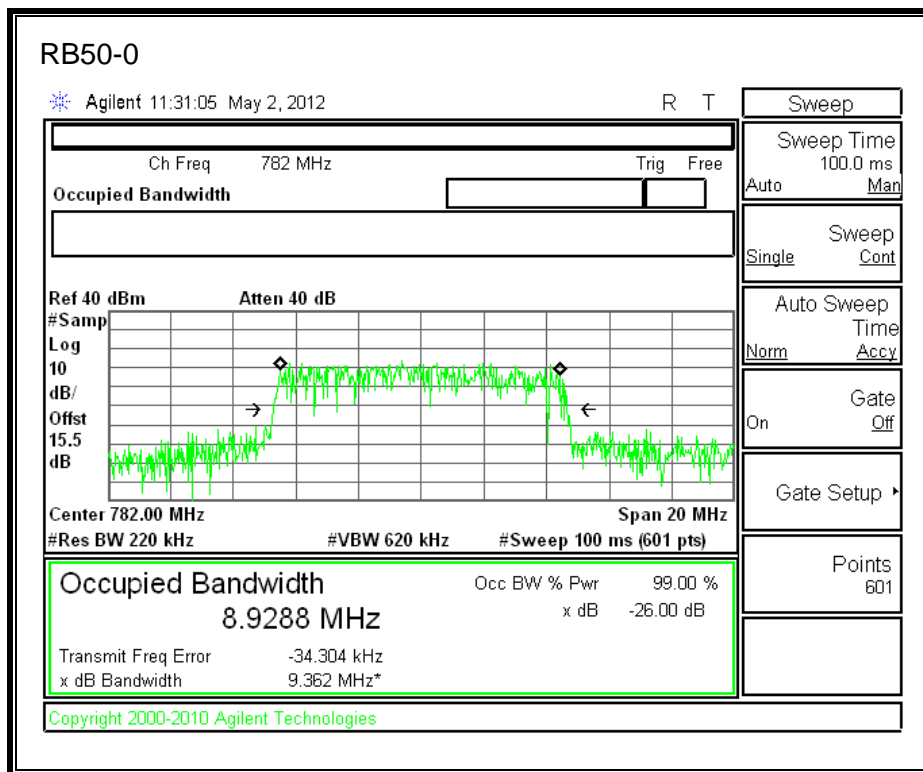 RB50-0
Agilent 11:31:05 May 2, 2012 R T
Sweep
Ch Freq 782 MHz Trig Free
Occupied Bandwidth
Sweep Time
100.0 ms
Auto Man
Sweep
Single Cont
Auto Sweep
Time
Norm Accy
Gate
On Off
Gate Setup
Points
601
Ref 40 dBm Atten 40 dB
#Samp
Log
10
dB/
Offst
15.5
dB
Center 782.00 MHz Span 20 MHz
#Res BW 220 kHz #VBW 620 kHz #Sweep 100 ms (601 pts)
Occupied Bandwidth Occ BW % Pwr 99.00 %
8.9288 MHz x dB -26.00 dB
Transmit Freq Error -34.304 kHz
x dB Bandwidth 9.362 MHz*
Copyright 2000-2010 Agilent Technologies